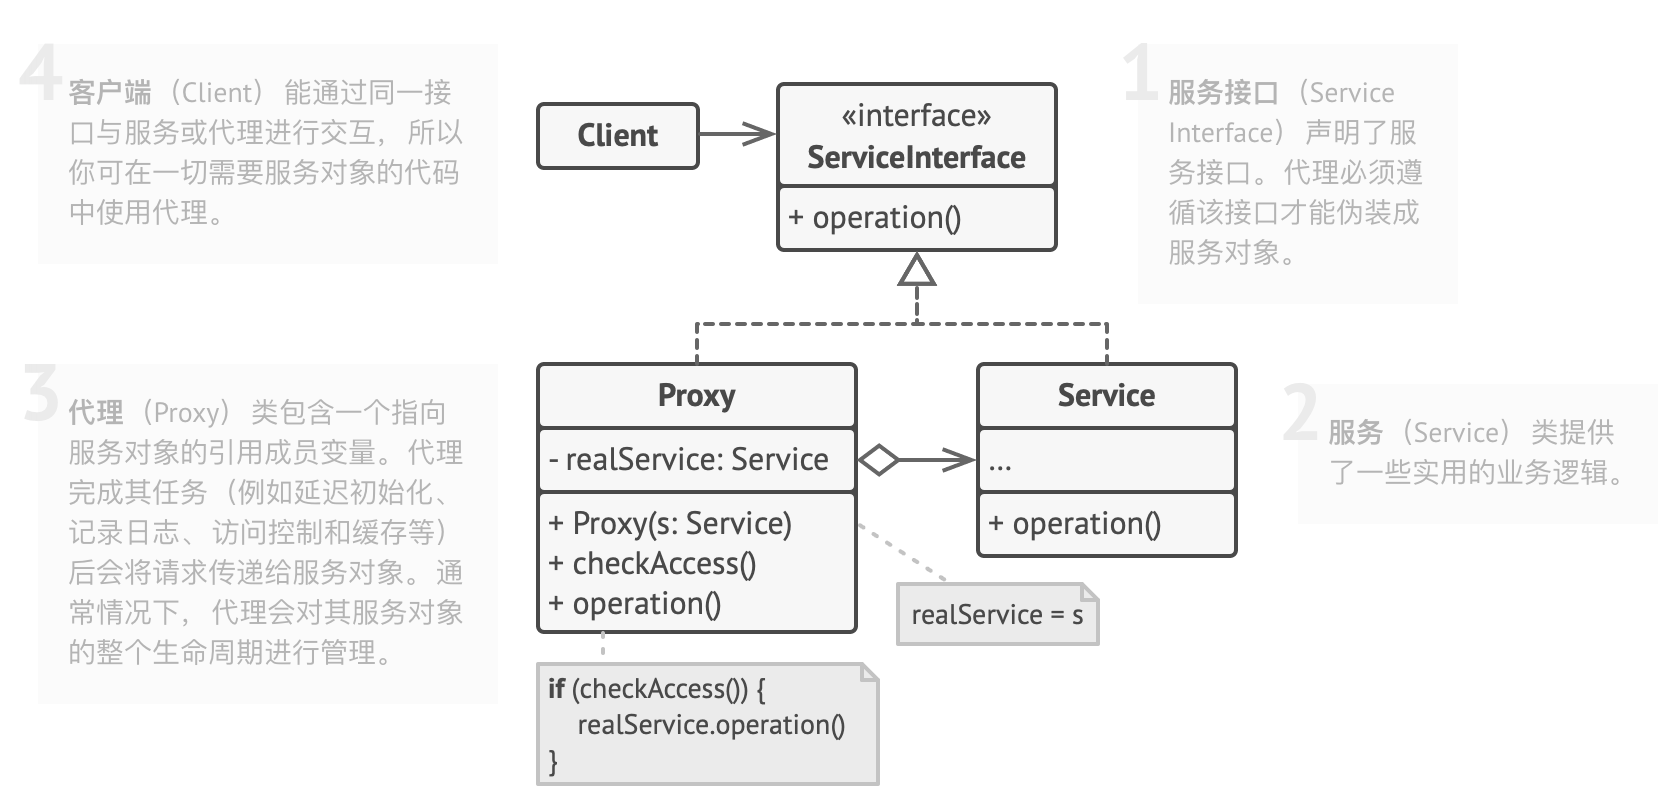 4
客户端（Client）能通过同一接
口与服务或代理进行交互，所以
你可在一切需要服务对象的代码
中使用代理。
Client
«interface»
ServiceInterface
+ operation()
1
服务接口（Service
Interface）声明了服
务接口。代理必须遵
循该接口才能伪装成
服务对象。
3
代理（Proxy）类包含一个指向
服务对象的引用成员变量。代理
完成其任务（例如延迟初始化、
记录日志、访问控制和缓存等）
后会将请求传递给服务对象。通
常情况下，代理会对其服务对象
的整个生命周期进行管理。
Proxy
- realService: Service
+ Proxy(s: Service)
+ checkAccess()
+ operation()
Service
...
+ operation()
2
服务（Service）类提供
了一些实用的业务逻辑。
realService = s
if (checkAccess()) {
realService.operation()
}